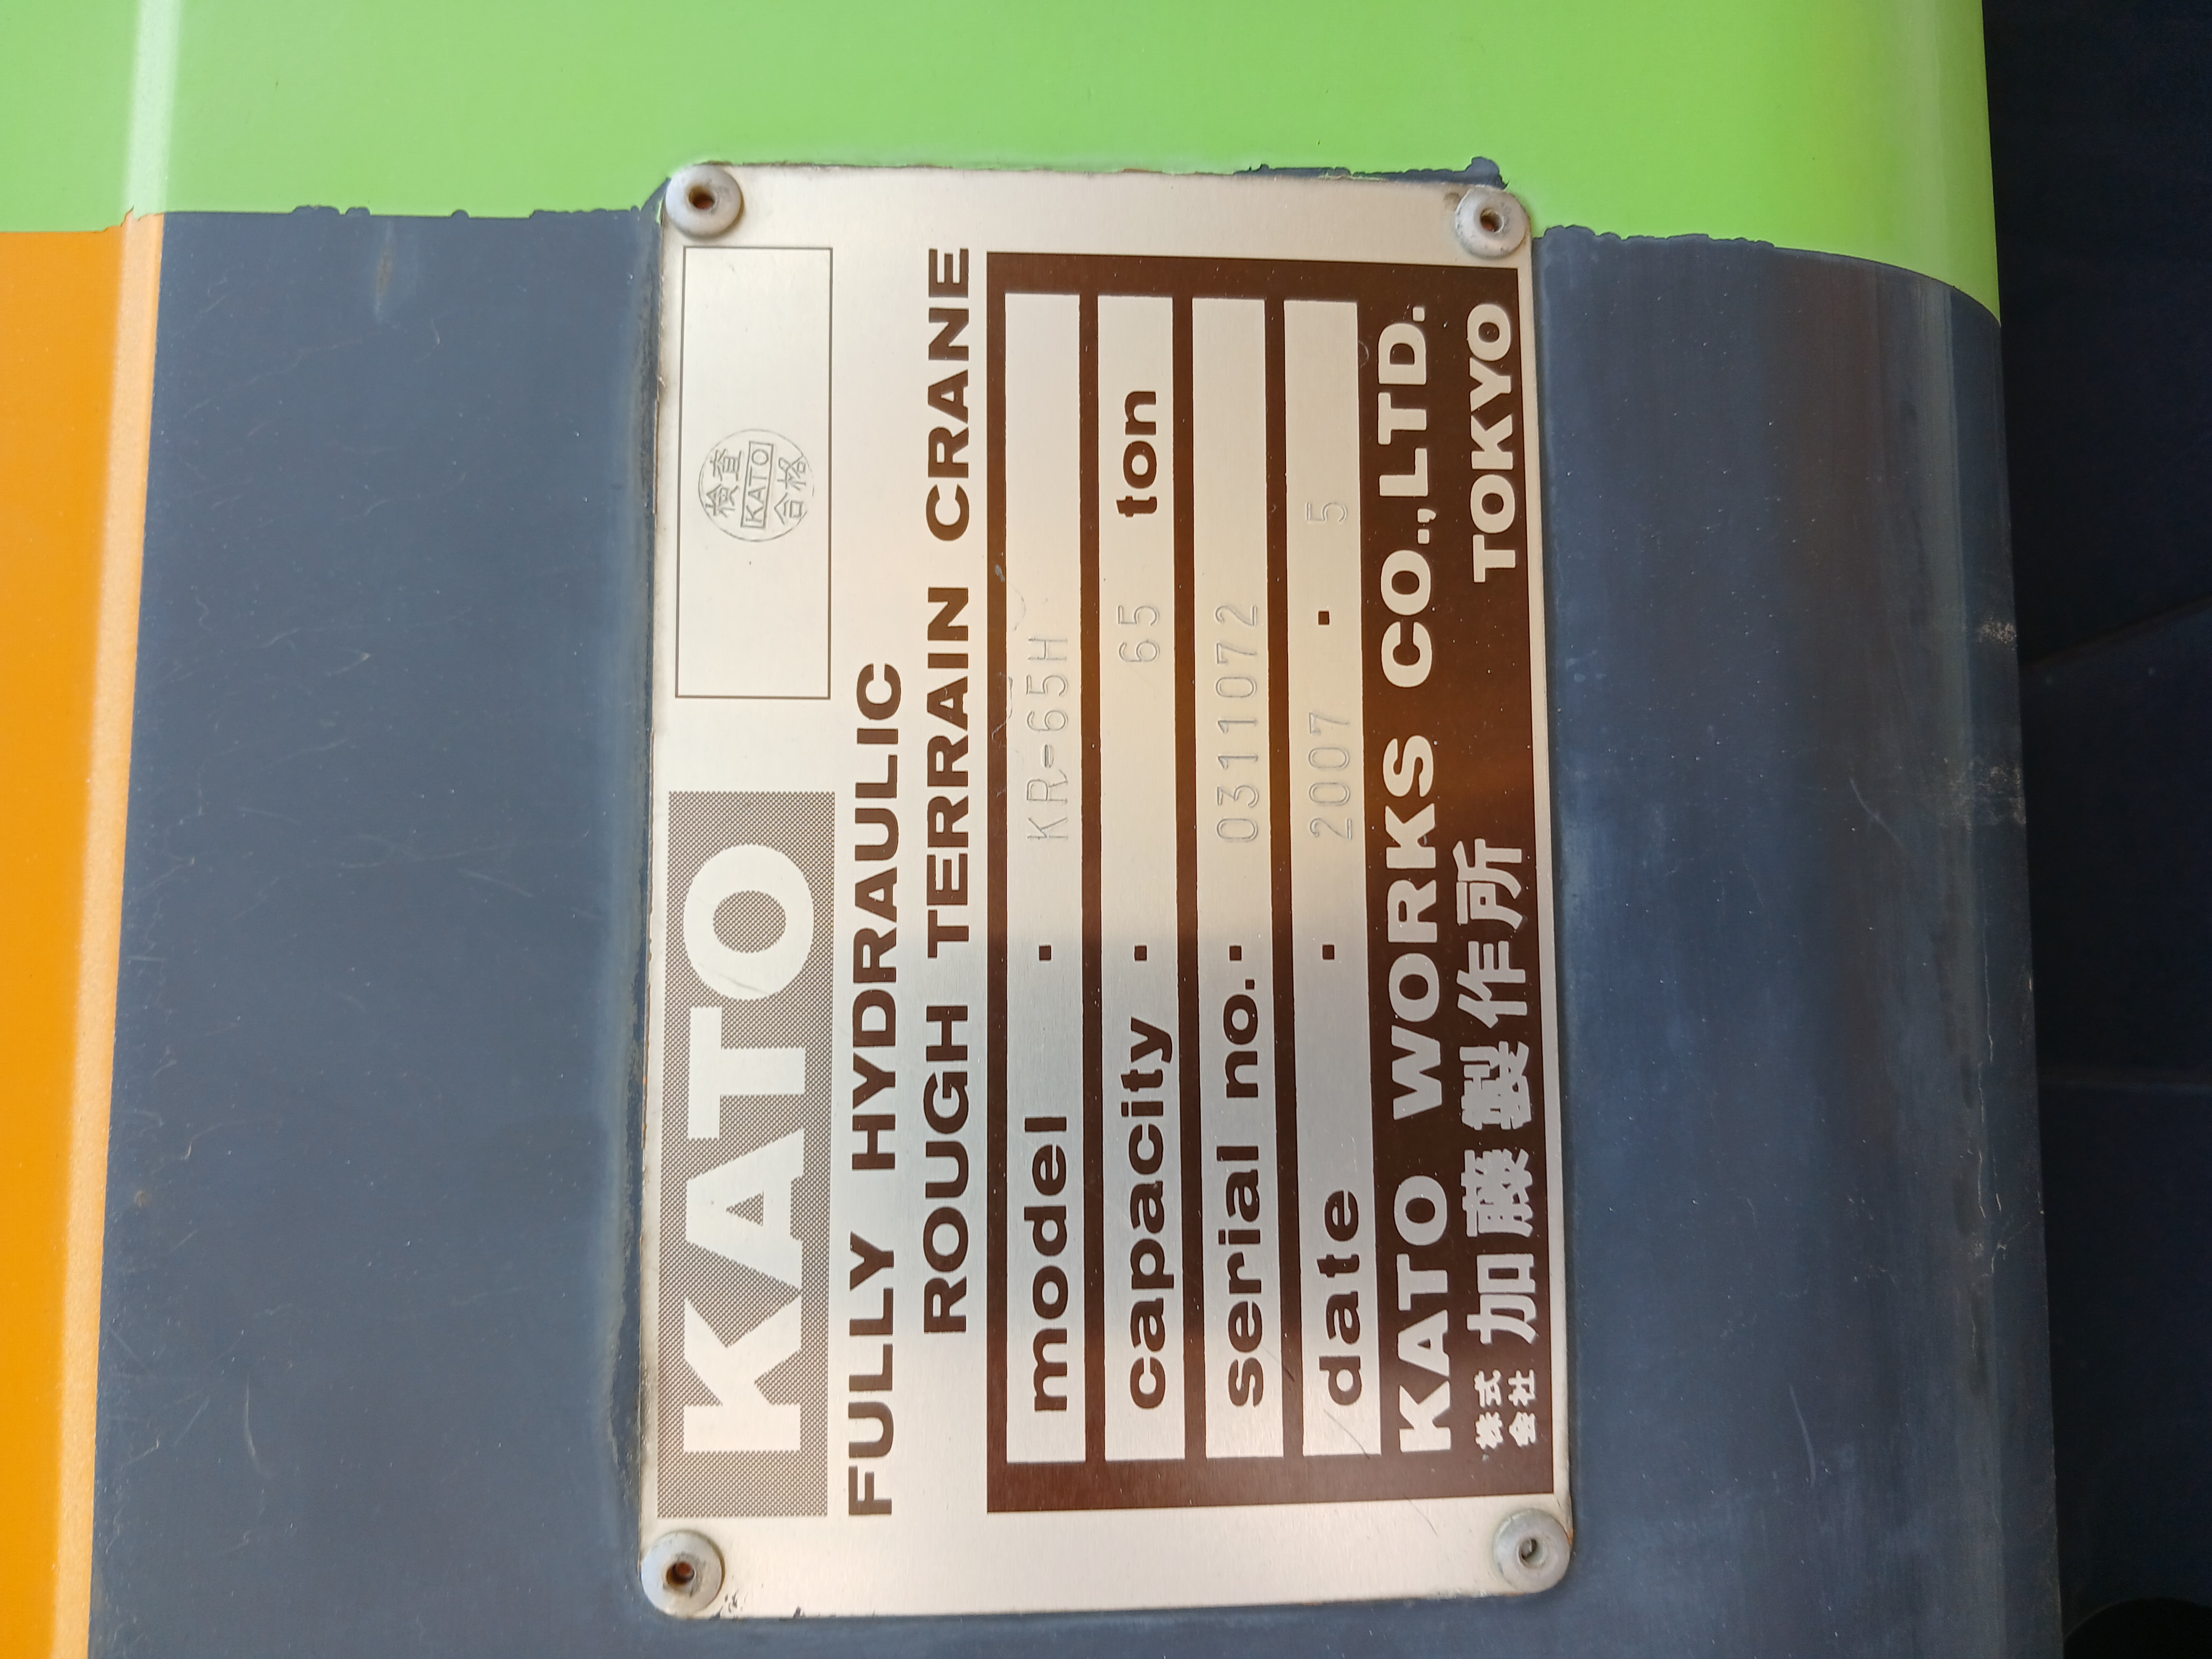 KATO
検査
KATO
合格
FULLY HYDRAULIC
ROUGH TERRAIN CRANE
model · KR-65H
capacity · 65 ton
serial no. · 0311072
date · 2007 · 5
KATO WORKS CO.,LTD.
株式会社 加藤製作所 TOKYO